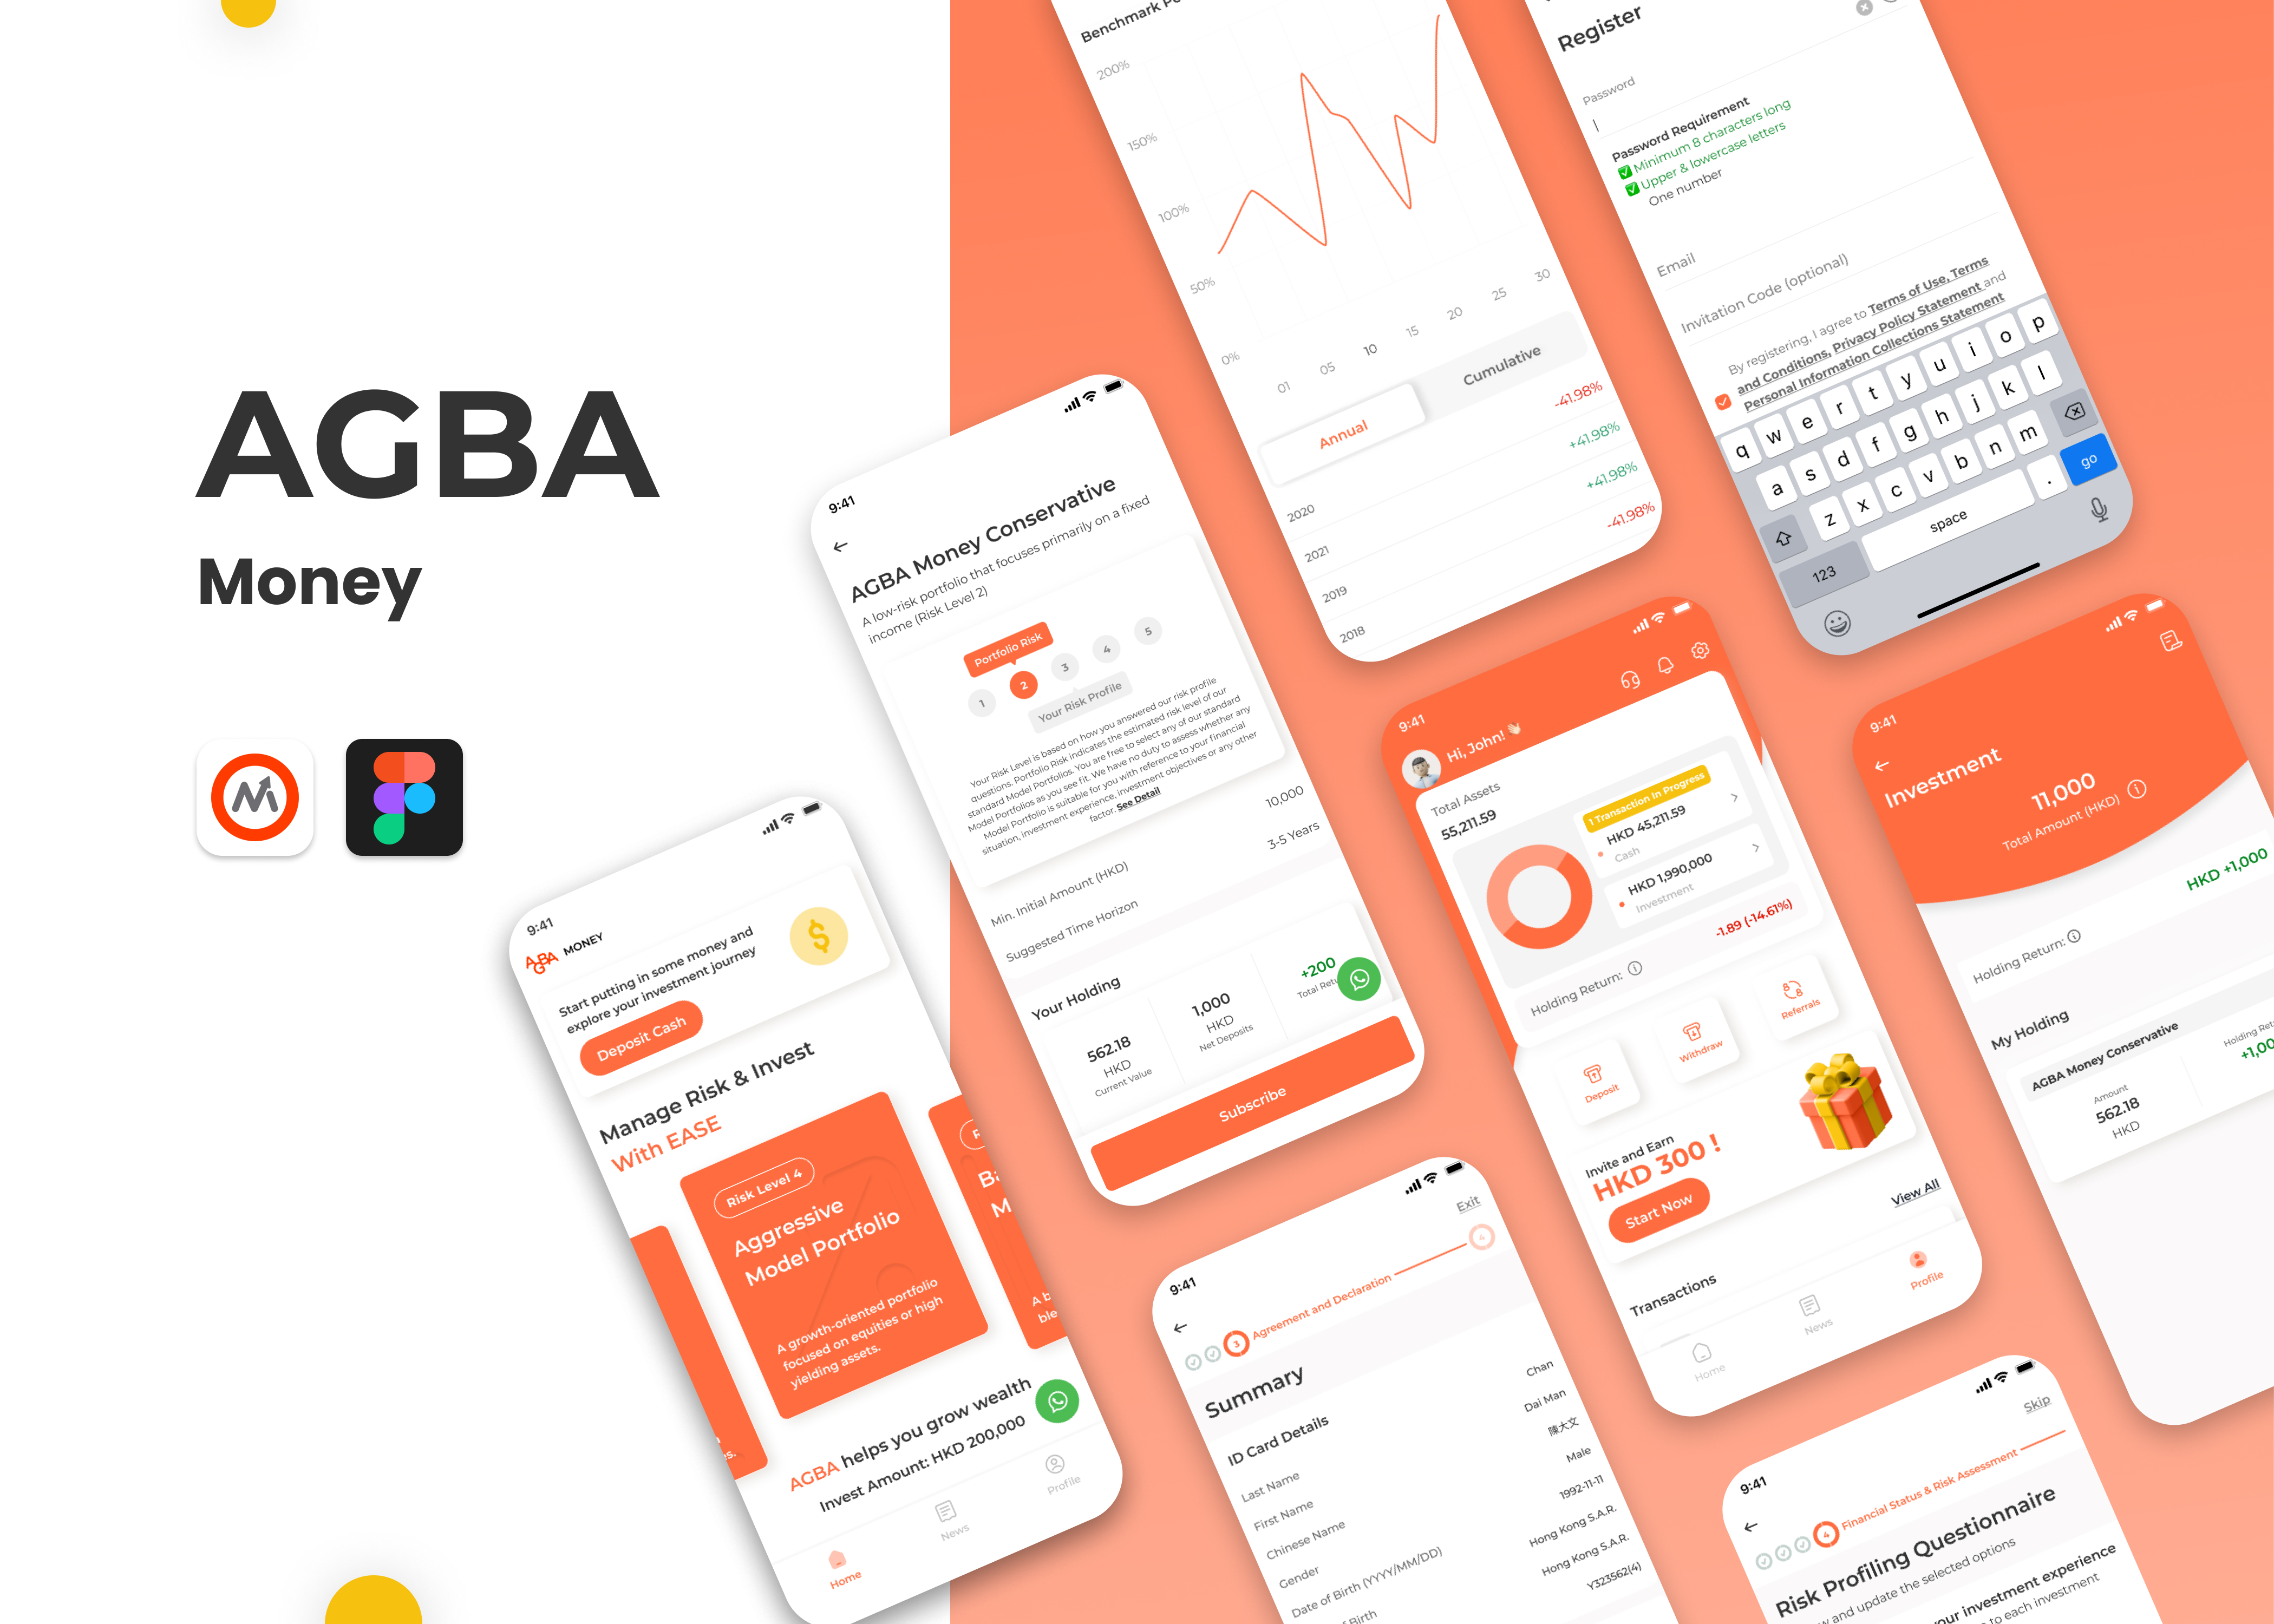 AGBA
Money
9:41
AGBA
MONEY
Start putting in some money and
explore your investment journey
Deposit Cash
Manage Risk & Invest
With EASE
Risk Level 4
Aggressive
Model Portfolio
A growth-oriented portfolio
focused on equities or high
yielding assets.
AGBA helps you grow wealth
Invest Amount: HKD 200,000
Home
News
Profile
9:41
AGBA Money Conservative
A low-risk portfolio that focuses primarily on a fixed
income (Risk Level 2)
Portfolio Risk
1
2
3
4
5
Your Risk Profile
Your Risk Level is based on how you answered our risk profile
questions. Portfolio Risk indicates the estimated risk level of our
standard Model Portfolios. You are free to select any of our standard
Model Portfolios as you see fit. We have no duty to assess whether any
Model Portfolio is suitable for you with reference to your financial
situation, investment experience, investment objectives or any other
factor. See Detail
Min. Initial Amount (HKD)
10,000
Suggested Time Horizon
3-5 Years
Your Holding
562.18
HKD
Current Value
1,000
HKD
Net Deposits
+200
Subscribe
Benchmark
200%
150%
100%
50%
0%
01
05
10
15
20
25
30
Annual
Cumulative
2020
-41.98%
2021
+41.98%
2019
+41.98%
2018
-41.98%
Register
Password
Password Requirement
✅ Minimum 8 characters long
✅ Upper & lowercase letters
One number
Email
Invitation Code (optional)
By registering, I agree to Terms of Use, Terms
and Conditions, Privacy Policy Statement and
Personal Information Collections Statement
q w e r t y u i o p
a s d f g h j k l
z x c v b n m
123
space
.
go
9:41
Hi, John! 👋🏻
Total Assets
55,211.59
1 Transaction In Progress
HKD 45,211.59
Cash
HKD 1,990,000
Investment
Holding Return:
-1.89 (-14.61%)
Deposit
Withdraw
Referrals
Invite and Earn
HKD 300 !
Start Now
View All
Transactions
Home
News
Profile
9:41
Investment
11,000
Total Amount (HKD)
Holding Return:
HKD +1,000
My Holding
AGBA Money Conservative
Amount
562.18
HKD
Holding
9:41
Exit
3
Agreement and Declaration
4
Summary
ID Card Details
Last Name
Chan
First Name
Dai Man
Chinese Name
陳大文
Gender
Male
Date of Birth (YYYY/MM/DD)
1992-11-11
Hong Kong S.A.R.
Birth
Hong Kong S.A.R.
Y323562(4)
9:41
Skip
4
Financial Status & Risk Assessment
Risk Profiling Questionnaire
and update the selected options
your investment experience
to each investment